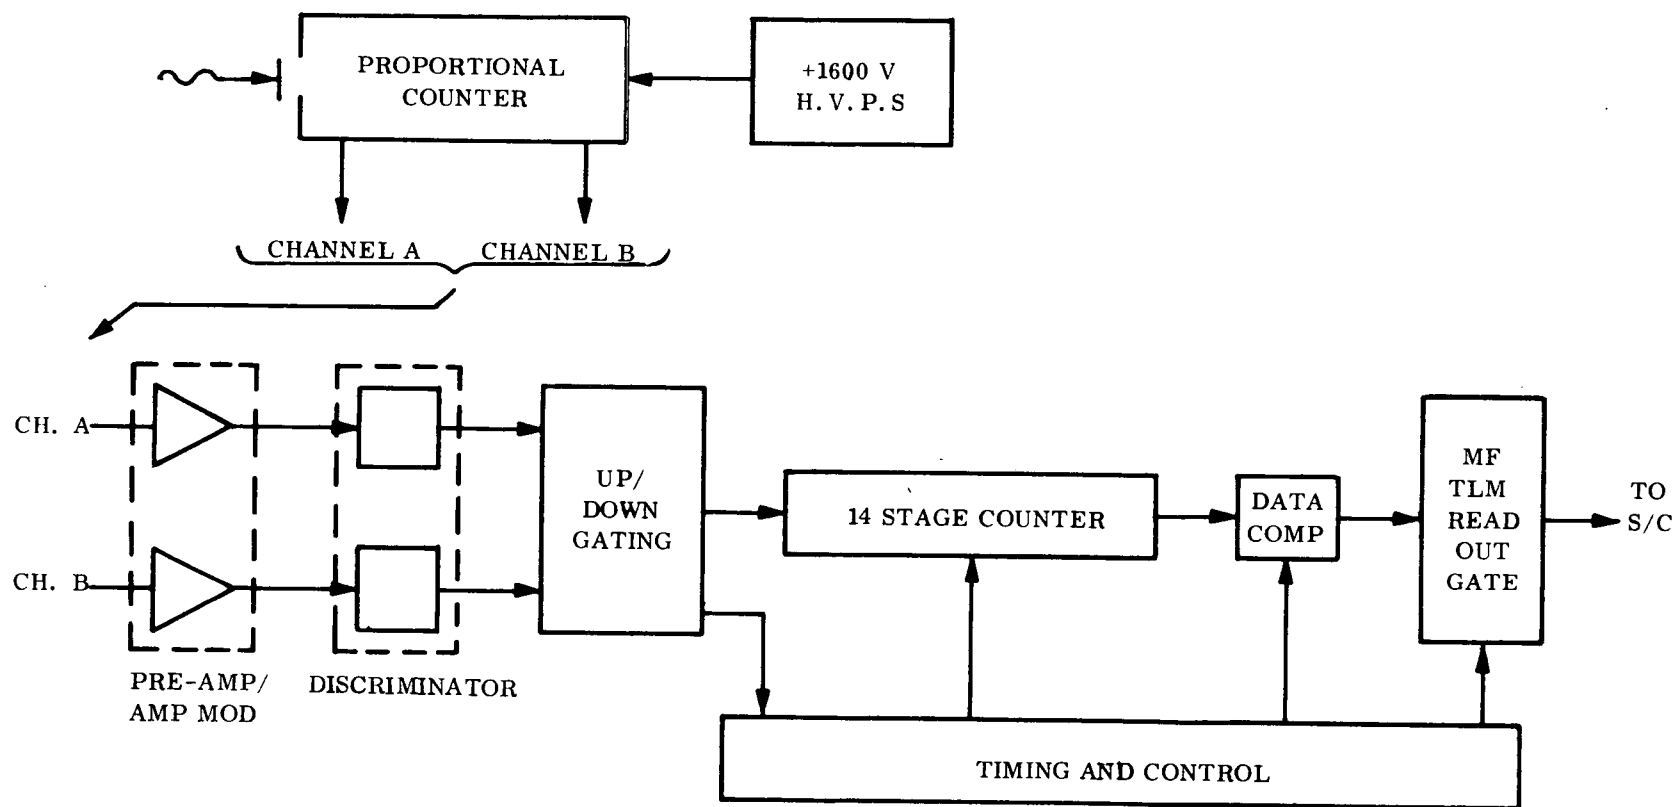 PROPORTIONAL
COUNTER
+1600 V
H. V. P. S
CHANNEL A
CHANNEL B
CH. A
CH. B
PRE-AMP/
AMP MOD
DISCRIMINATOR
UP/
DOWN
GATING
14 STAGE COUNTER
DATA
COMP
MF
TLM
READ
OUT
GATE
TO
S/C
TIMING AND CONTROL